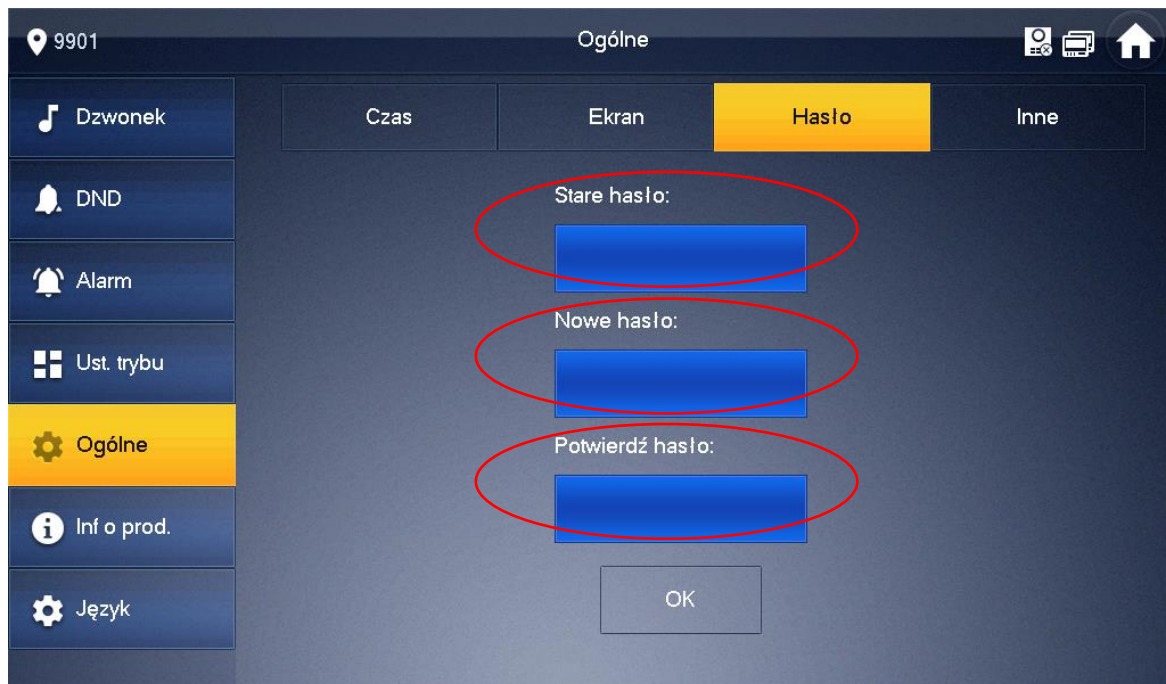 9901
Ogólne
Dzwonek
Czas
Ekran
Hasło
Inne
DND
Stare hasło:
Alarm
Nowe hasło:
Ust. trybu
Ogólne
Potwierdź hasło:
Inf o prod.
OK
Język